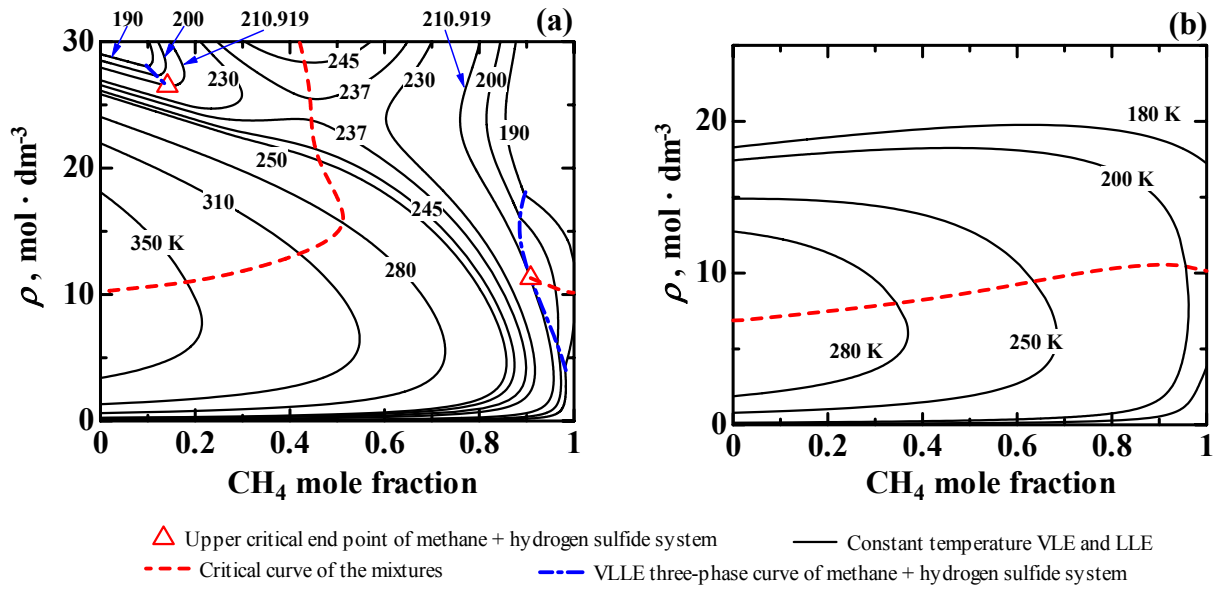 190
200
210.919
210.919
(a)
(b)
30
20
10
0
ρ, mol · dm-3
245
230
237
230
200
190
237
250
245
310
350 K
280
0
0.2
0.4
0.6
0.8
1
CH4 mole fraction
20
10
0
ρ, mol · dm-3
180 K
200 K
250 K
280 K
0
0.2
0.4
0.6
0.8
1
CH4 mole fraction
Upper critical end point of methane + hydrogen sulfide system
Constant temperature VLE and LLE
Critical curve of the mixtures
VLLE three-phase curve of methane + hydrogen sulfide system